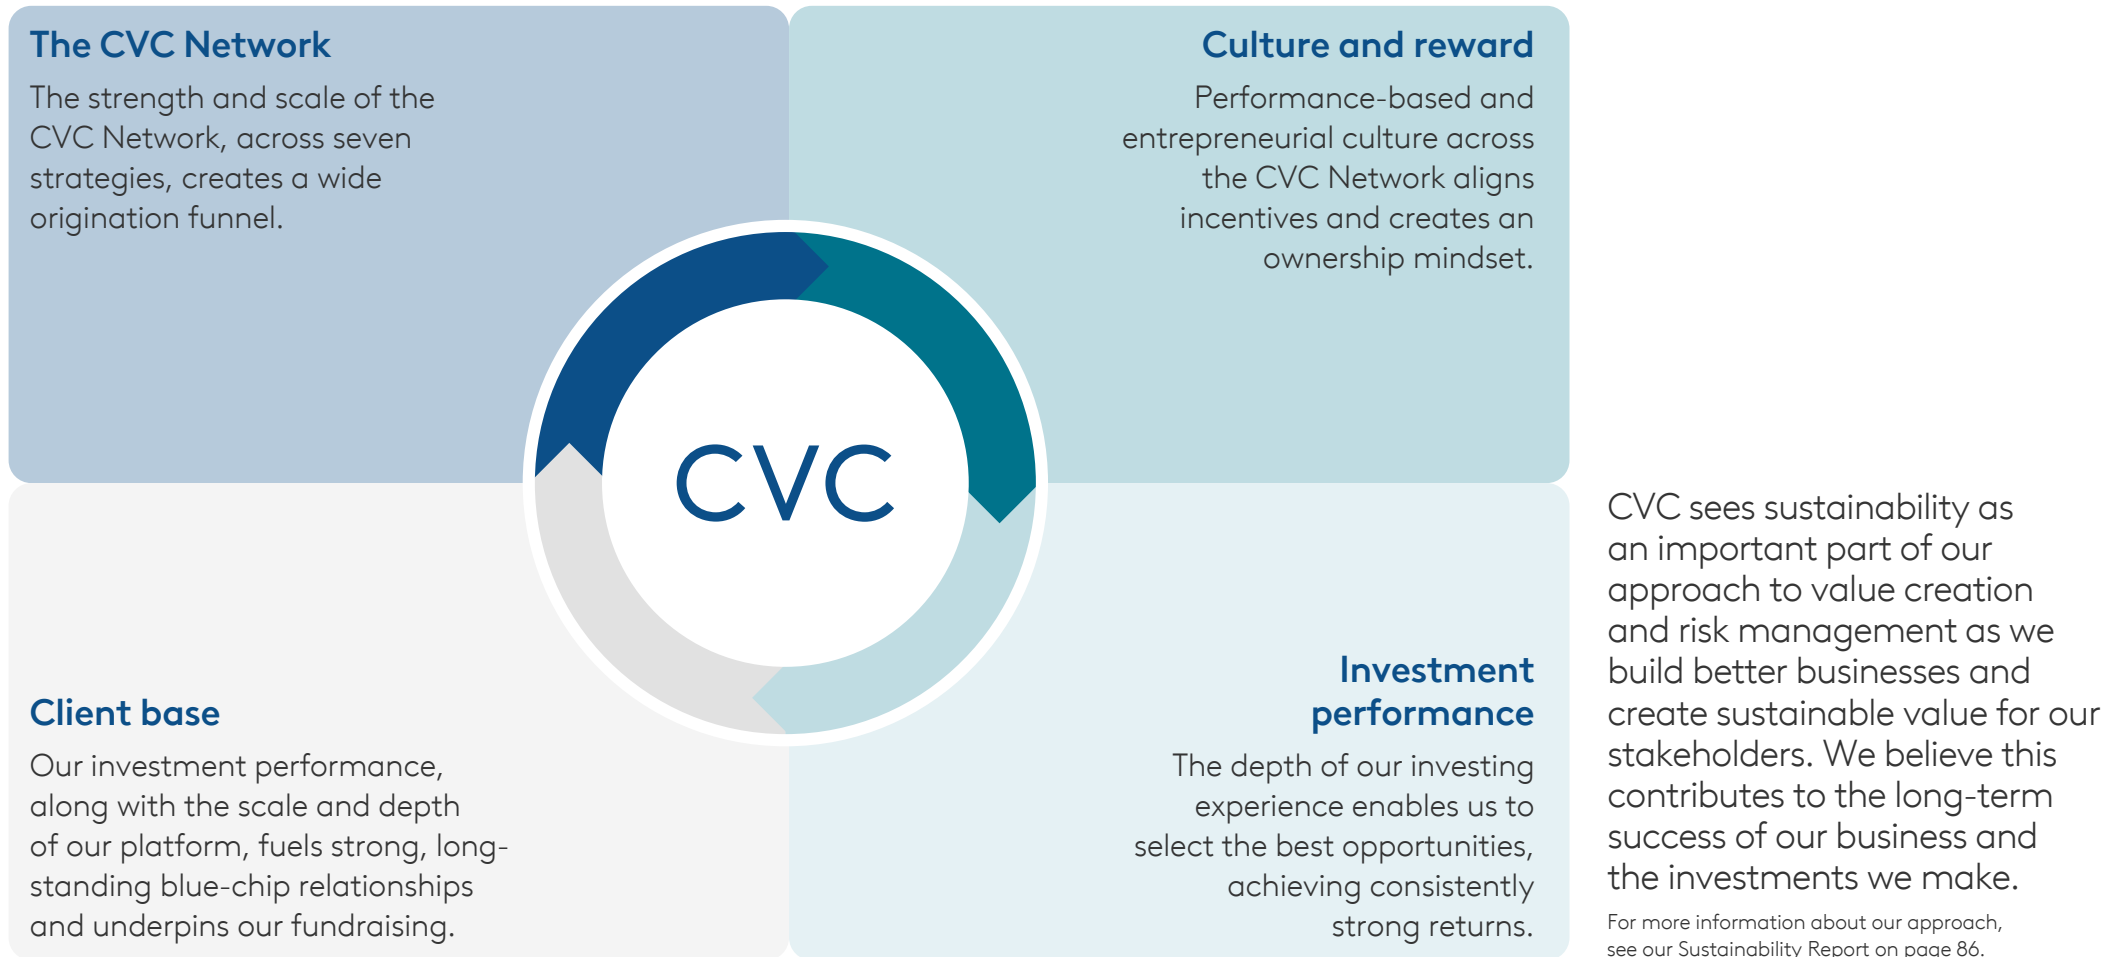 The CVC Network
The strength and scale of the
CVC Network, across seven
strategies, creates a wide
origination funnel.
Culture and reward
Performance-based and
entrepreneurial culture across
the CVC Network aligns
incentives and creates an
ownership mindset.
CVC
Client base
Our investment performance,
along with the scale and depth
of our platform, fuels strong, long-
standing blue-chip relationships
and underpins our fundraising.
Investment
performance
The depth of our investing
experience enables us to
select the best opportunities,
achieving consistently
strong returns.
CVC sees sustainability as
an important part of our
approach to value creation
and risk management as we
build better businesses and
create sustainable value for our
stakeholders. We believe this
contributes to the long-term
success of our business and
the investments we make.
For more information about our approach,
see our Sustainability Report on page 86.